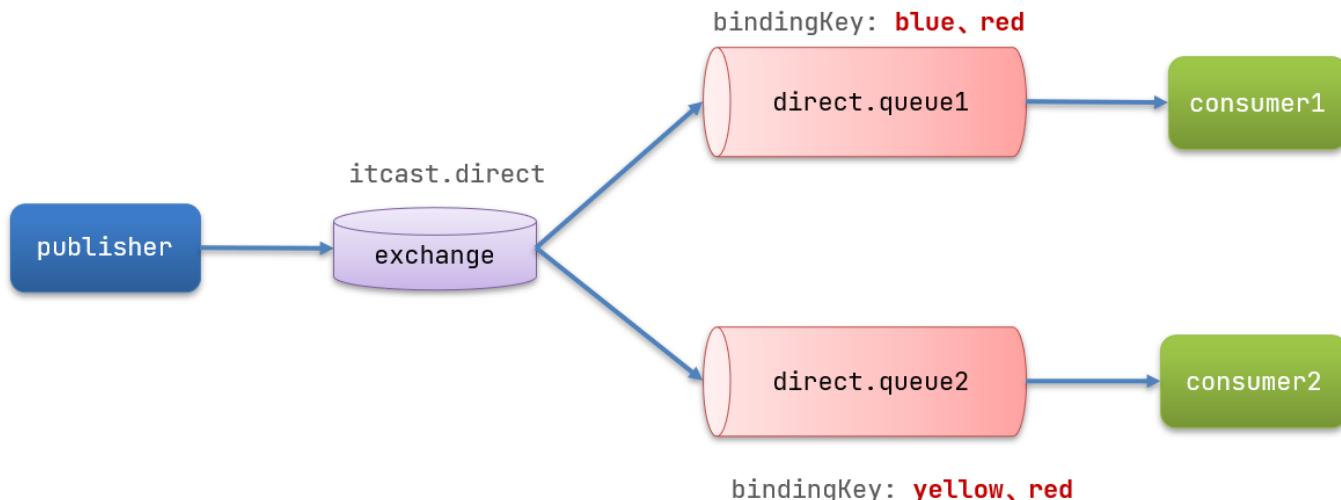 bindingKey: blue、red
direct.queue1
consumer1
itcast.direct
publisher
exchange
direct.queue2
consumer2
bindingKey: yellow、red